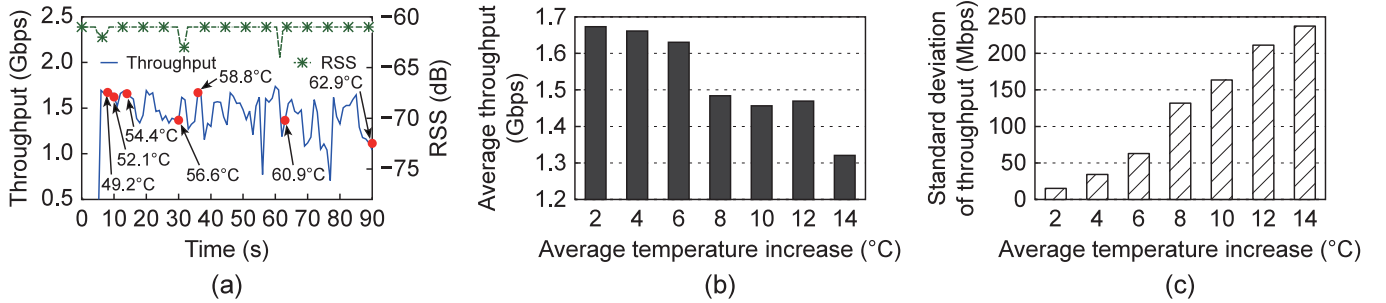 Throughput (Gbps)
2.5
2.0
1.5
1.0
0.5
−60
−65
−70
−75
RSS (dB)
Throughput
RSS
58.8°C
62.9°C
54.4°C
52.1°C
49.2°C
56.6°C
60.9°C
0 10 20 30 40 50 60 70 80 90
Time (s)
(a)
Average throughput
(Gbps)
1.7
1.6
1.5
1.4
1.3
1.2
2 4 6 8 10 12 14
Average temperature increase (°C)
(b)
Standard deviation
of throughput (Mbps)
250
200
150
100
50
0
2 4 6 8 10 12 14
Average temperature increase (°C)
(c)